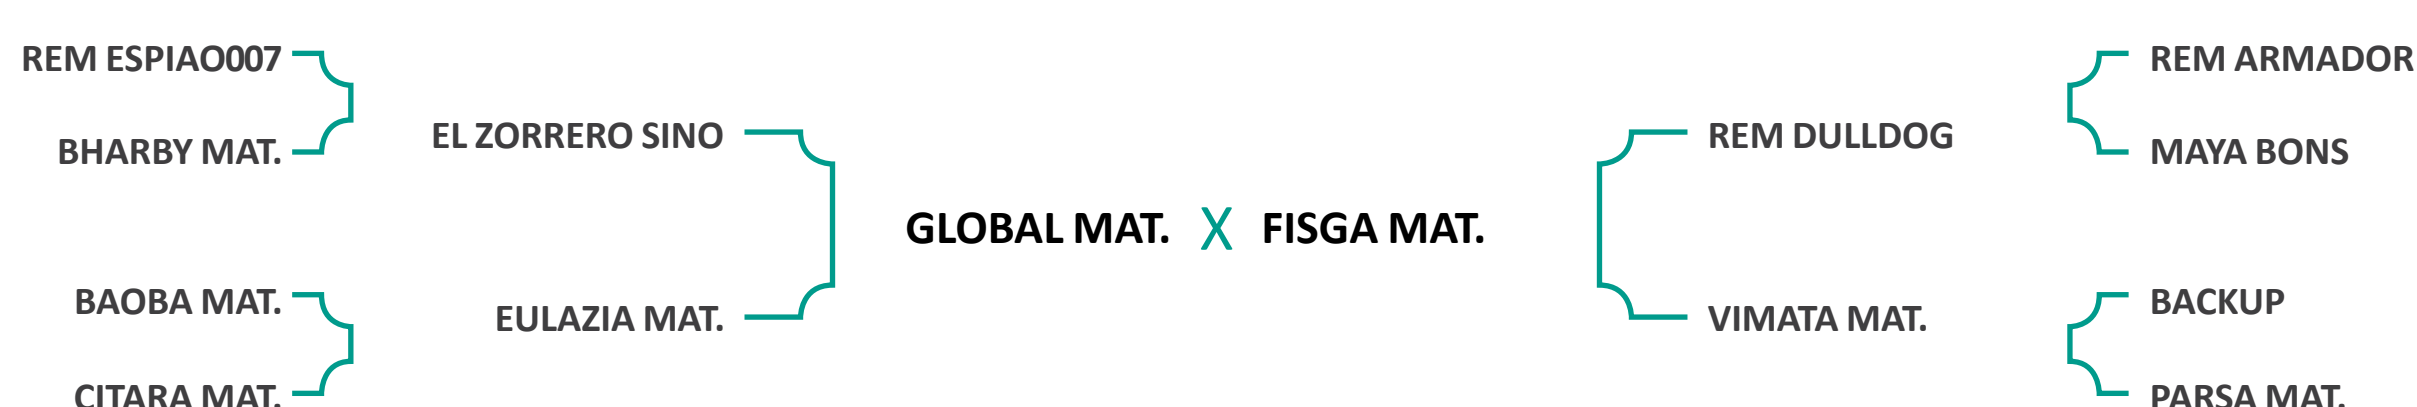 REM ESPIAO007
BHARBY MAT.
BAOBA MAT.
CITARA MAT.
EL ZORRERO SINO
EULAZIA MAT.
GLOBAL MAT. X FISGA MAT.
REM DULLDOG
VIMATA MAT.
REM ARMADOR
MAYA BONS
BACKUP
PARSA MAT.